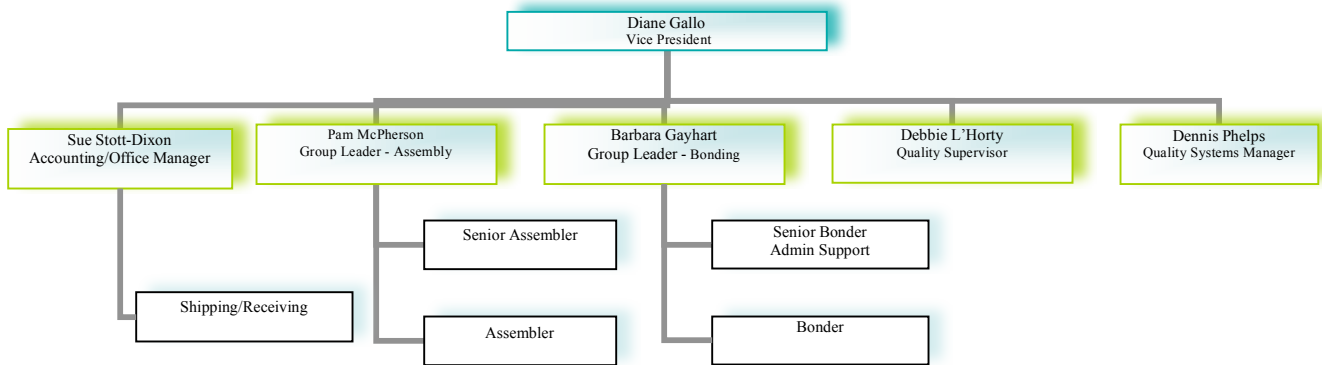 Diane Gallo
Vice President
Sue Stott-Dixon
Accounting/Office Manager
Pam McPherson
Group Leader - Assembly
Barbara Gayhart
Group Leader - Bonding
Debbie L’Horty
Quality Supervisor
Dennis Phelps
Quality Systems Manager
Senior Assembler
Senior Bonder
Admin Support
Shipping/Receiving
Assembler
Bonder